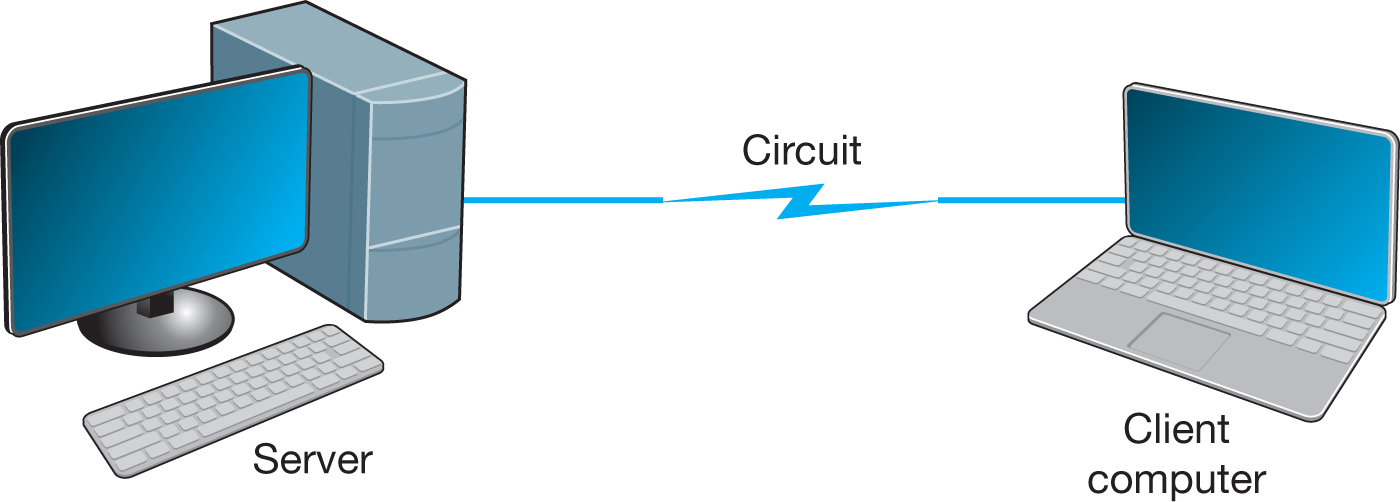 Circuit
Server
Client
computer